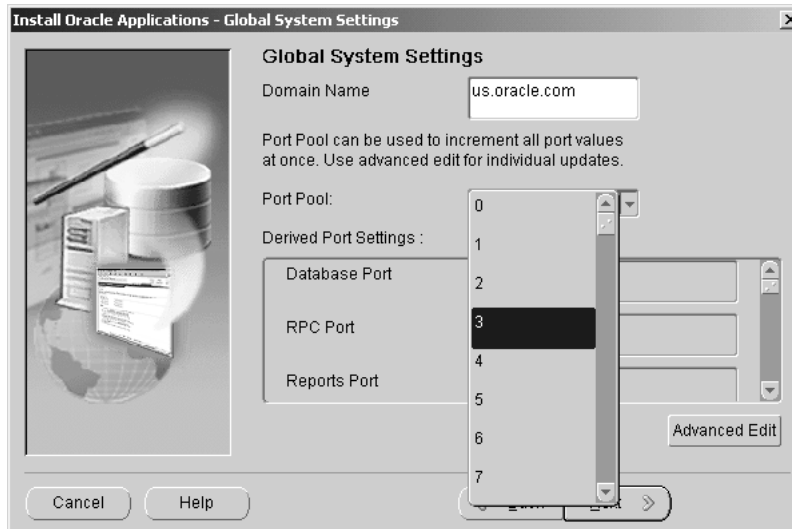 Install Oracle Applications - Global System Settings
Global System Settings
Domain Name
us.oracle.com
Port Pool can be used to increment all port values
at once. Use advanced edit for individual updates.
Port Pool:
0
1
2
3
4
5
6
7
Derived Port Settings :
Database Port
RPC Port
Reports Port
Advanced Edit
Cancel
Help